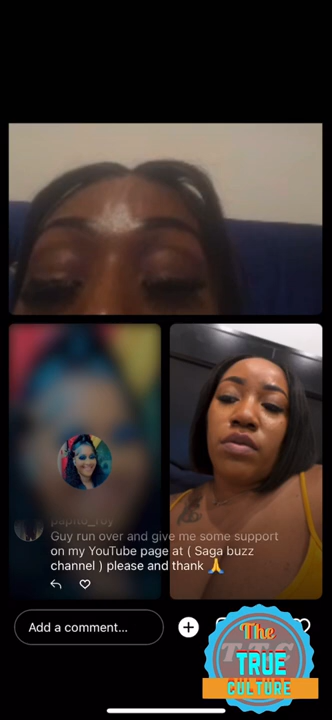 papito_roy
Guy run over and give me some support
on my YouTube page at ( Saga buzz
channel ) please and thank 🙏
Add a comment...
The
T.T.C
TRUE
CULTURE